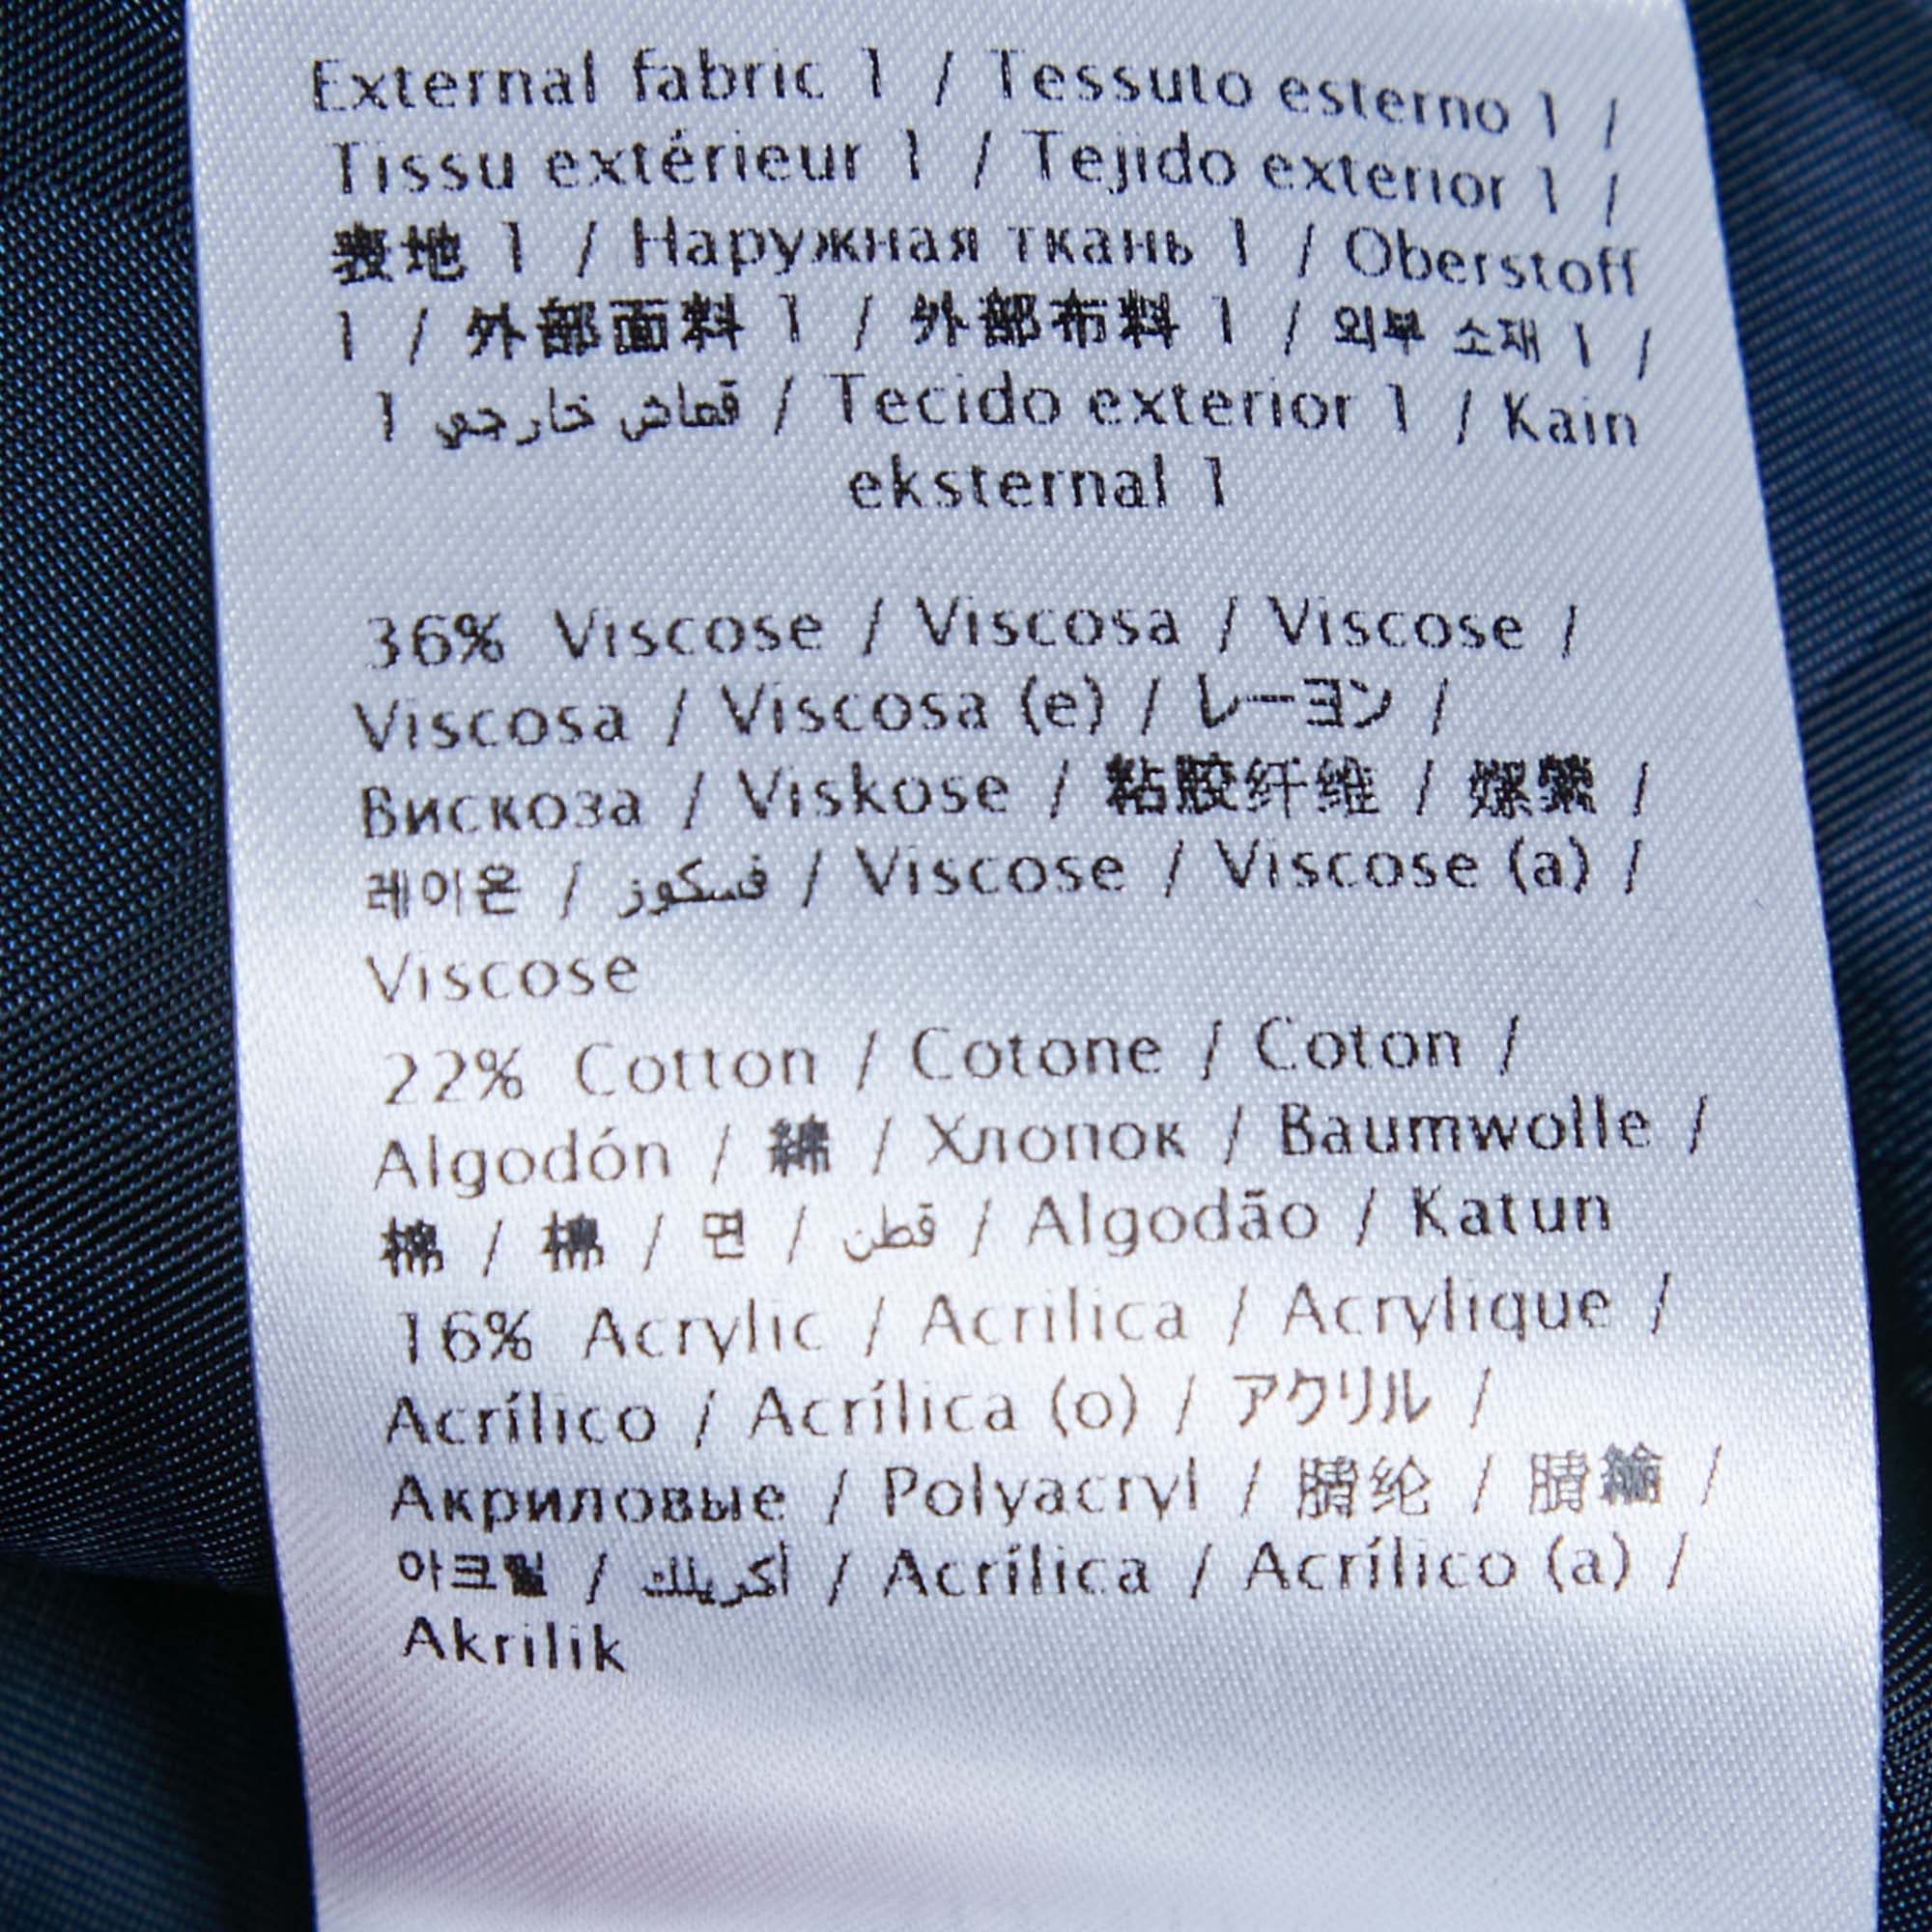 External fabric 1 / Tessuto esterno 1 /
Tissu extérieur 1 / Tejido exterior 1 /
表地 1 / Наружная ткань 1 / Oberstoff
1 / 外部面料 1 / 外部布料 1 / 외부 소재 1 /
قماش خارجي 1 / Tecido exterior 1 / Kain
eksternal 1
36% Viscose / Viscosa / Viscose /
Viscosa / Viscosa (e) / レーヨン /
Вискоза / Viskose / 粘胶纤维 / 嫘縈 /
레이온 / فسكوز / Viscose / Viscose (a) /
Viscose
22% Cotton / Cotone / Coton /
Algodón / 綿 / Хлопок / Baumwolle /
棉 / 棉 / 면 / قطن / Algodão / Katun
16% Acrylic / Acrilica / Acrylique /
Acrílico / Acrílica (o) / アクリル /
Акриловые / Polyacryl / 腈纶 / 腈綸 /
아크릴 / أكريلك / Acrílica / Acrílico (a) /
Akrilik